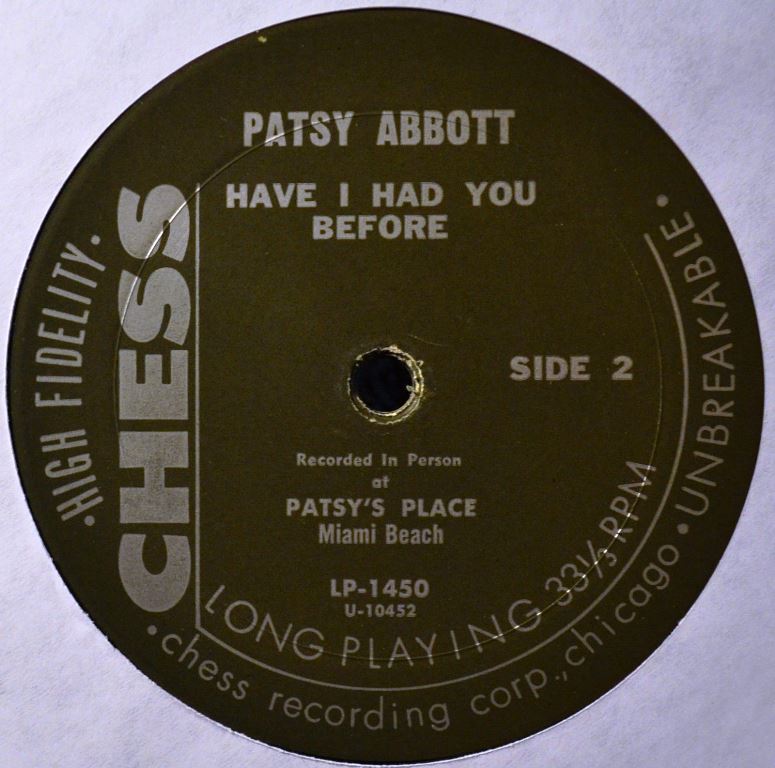 PATSY ABBOTT
HAVE I HAD YOU
BEFORE
SIDE 2
Recorded In Person
at
PATSY'S PLACE
Miami Beach
LP-1450
U-10452
CHESS
LONG PLAYING 33⅓ RPM
•HIGH FIDELITY•
•chess recording corp., chicago•UNBREAKABLE•